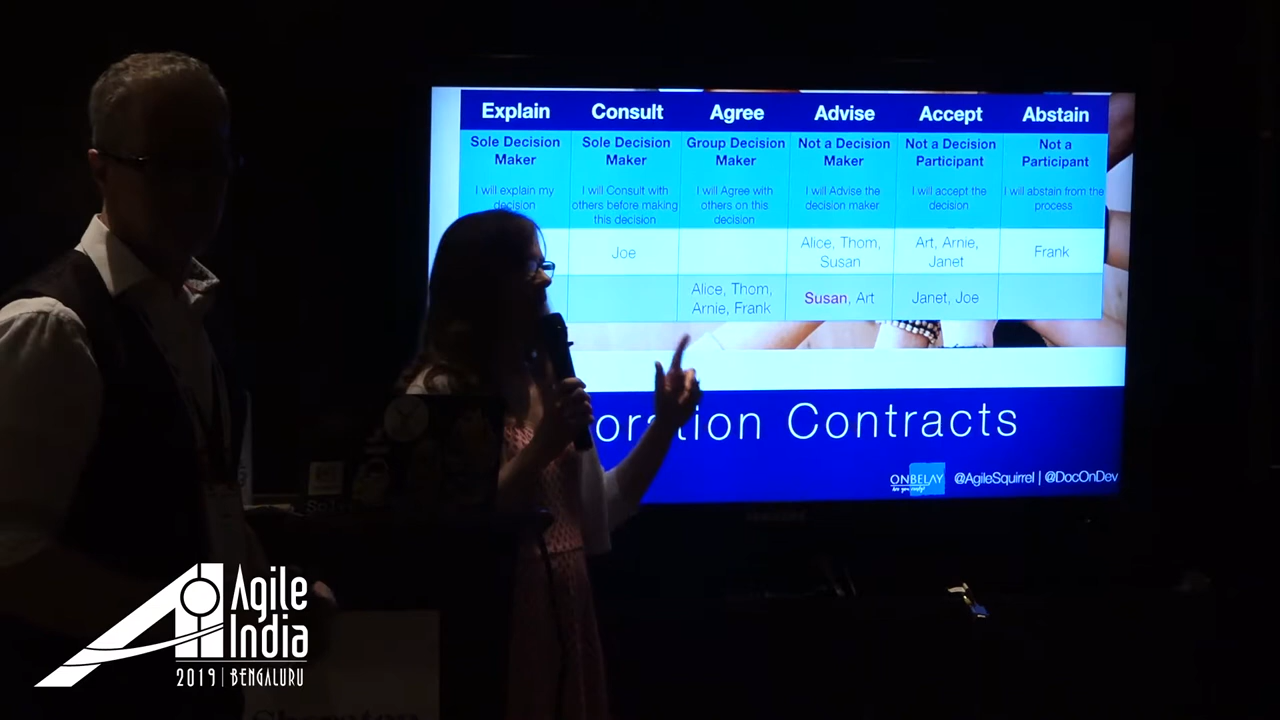 Explain Consult Agree Advise Accept Abstain
Sole Decision Maker
Sole Decision Maker
Group Decision Maker
Not a Decision Maker
Not a Decision Participant
Not a Participant
I will explain my decision
I will Consult with others before making this decision
I will Agree with others on this decision
I will Advise the decision maker
I will accept the decision
I will abstain from the process
Joe
Alice, Thom, Susan
Art, Arnie, Janet
Frank
Alice, Thom, Arnie, Frank
Susan, Art
Janet, Joe
oration Contracts
ONBELAY
Are you ready?
@AgileSquirrel | @DocOnDev
Agile
India
2019 | BENGALURU